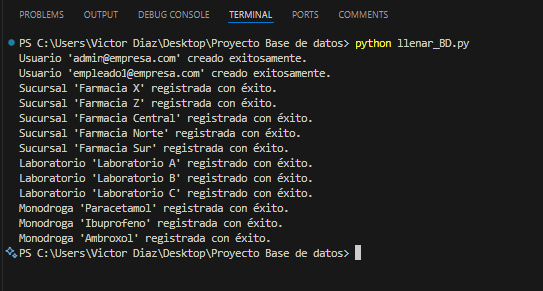 PROBLEMS OUTPUT DEBUG CONSOLE TERMINAL PORTS COMMENTS
PS C:\Users\Victor Diaz\Desktop\Proyecto Base de datos> python llenar_BD.py
Usuario 'admin@empresa.com' creado exitosamente.
Usuario 'empleado1@empresa.com' creado exitosamente.
Sucursal 'Farmacia X' registrada con éxito.
Sucursal 'Farmacia Z' registrada con éxito.
Sucursal 'Farmacia Central' registrada con éxito.
Sucursal 'Farmacia Norte' registrada con éxito.
Sucursal 'Farmacia Sur' registrada con éxito.
Laboratorio 'Laboratorio A' registrado con éxito.
Laboratorio 'Laboratorio B' registrado con éxito.
Laboratorio 'Laboratorio C' registrado con éxito.
Monodroga 'Paracetamol' registrada con éxito.
Monodroga 'Ibuprofeno' registrada con éxito.
Monodroga 'Ambroxol' registrada con éxito.
PS C:\Users\Victor Diaz\Desktop\Proyecto Base de datos>